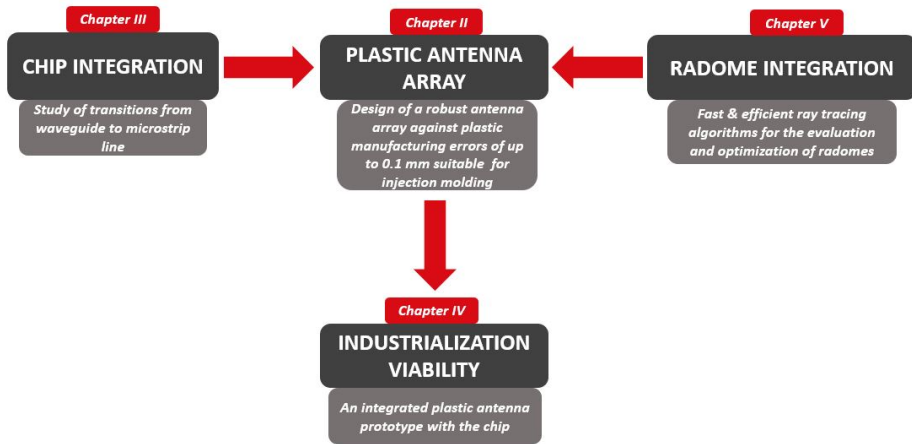 Chapter III
CHIP INTEGRATION
Study of transitions from
waveguide to microstrip
line
Chapter II
PLASTIC ANTENNA
ARRAY
Design of a robust antenna
array against plastic
manufacturing errors of up
to 0.1 mm suitable for
injection molding
Chapter V
RADOME INTEGRATION
Fast & efficient ray tracing
algorithms for the evaluation
and optimization of radomes
Chapter IV
INDUSTRIALIZATION
VIABILITY
An integrated plastic antenna
prototype with the chip